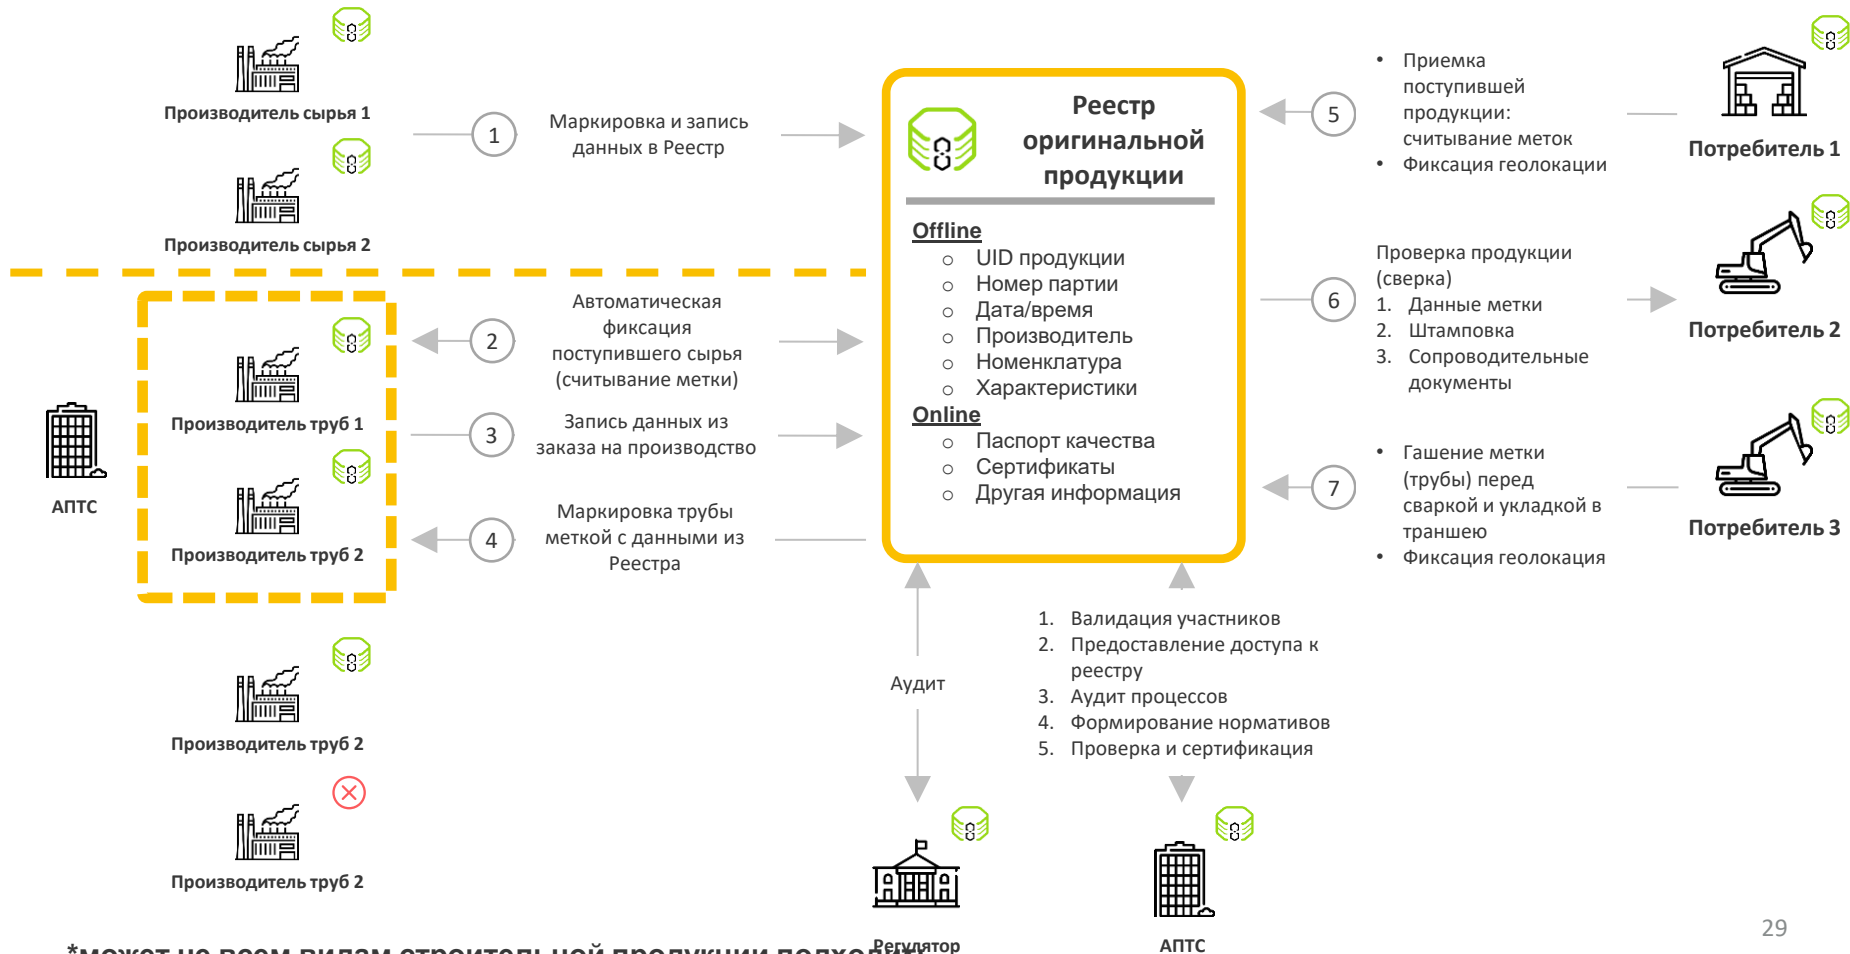 Производитель сырья 1
Производитель сырья 2
1
Маркировка и запись
данных в Реестр
АПТС
Производитель труб 1
Производитель труб 2
2
Автоматическая
фиксация
поступившего сырья
(считывание метки)
3
Запись данных из
заказа на производство
4
Маркировка трубы
меткой с данными из
Реестра
Производитель труб 2
Производитель труб 2
Реестр
оригинальной
продукции
Offline
o UID продукции
o Номер партии
o Дата/время
o Производитель
o Номенклатура
o Характеристики
Online
o Паспорт качества
o Сертификаты
o Другая информация
5
• Приемка
поступившей
продукции:
считывание меток
• Фиксация геолокации
Потребитель 1
6
Проверка продукции
(сверка)
1. Данные метки
2. Штамповка
3. Сопроводительные
документы
Потребитель 2
7
• Гашение метки
(трубы) перед
сваркой и укладкой в
траншею
• Фиксация геолокация
Потребитель 3
Аудит
1. Валидация участников
2. Предоставление доступа к
реестру
3. Аудит процессов
4. Формирование нормативов
5. Проверка и сертификация
Регулятор
АПТС
*может не всем видам строительной продукции
29